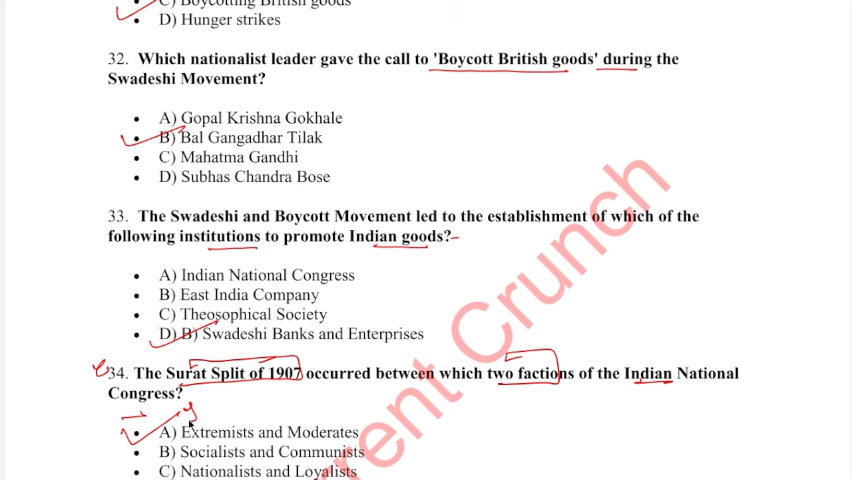 C) Boycotting British goods
D) Hunger strikes
32. Which nationalist leader gave the call to 'Boycott British goods' during the
Swadeshi Movement?
A) Gopal Krishna Gokhale
B) Bal Gangadhar Tilak
C) Mahatma Gandhi
D) Subhas Chandra Bose
33. The Swadeshi and Boycott Movement led to the establishment of which of the
following institutions to promote Indian goods?
A) Indian National Congress
B) East India Company
C) Theosophical Society
D) B) Swadeshi Banks and Enterprises
34. The Surat Split of 1907 occurred between which two factions of the Indian National
Congress?
A) Extremists and Moderates
B) Socialists and Communists
C) Nationalists and Loyalists
rrent Crunch